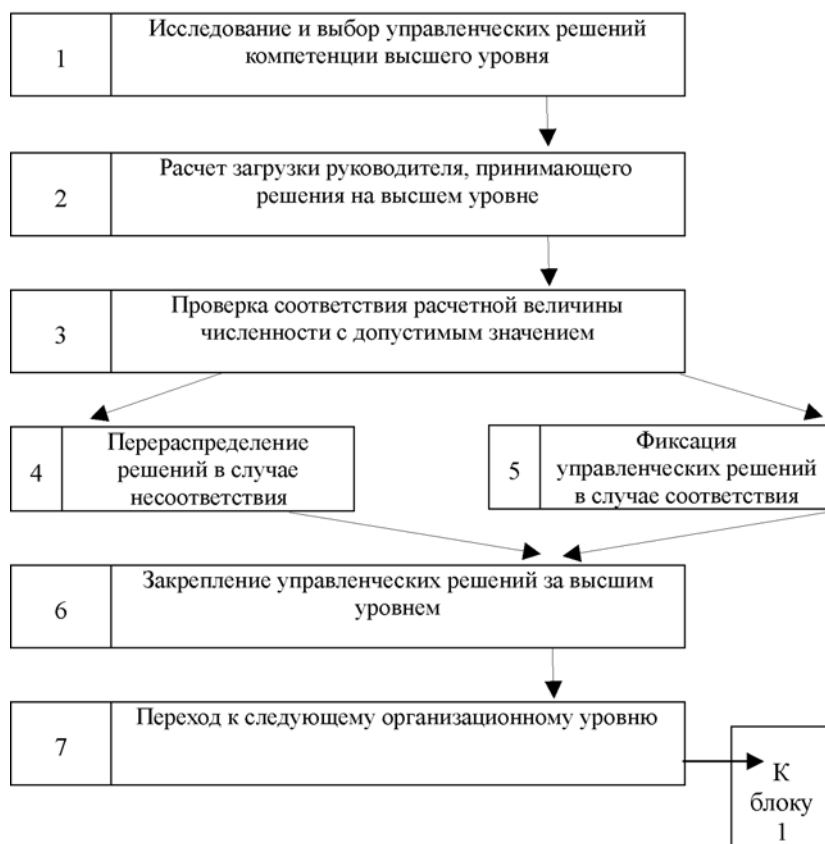 1
Исследование и выбор управленческих решений
компетенции высшего уровня
2
Расчет загрузки руководителя, принимающего
решения на высшем уровне
3
Проверка соответствия расчетной величины
численности с допустимым значением
4
Перераспределение
решений в случае
несоответствия
5
Фиксация
управленческих решений
в случае соответствия
6
Закрепление управленческих решений за высшим
уровнем
7
Переход к следующему организационному уровню
К
блоку
1